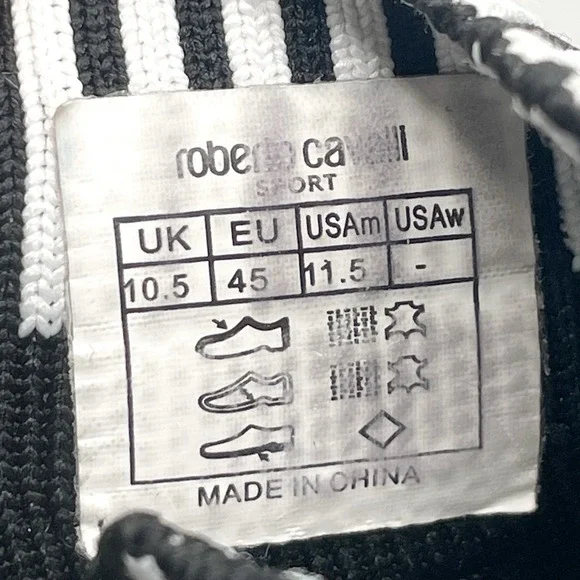 roberto cavalli
SPORT
UK EU USAm USAw
10.5 45 11.5 -
MADE IN CHINA